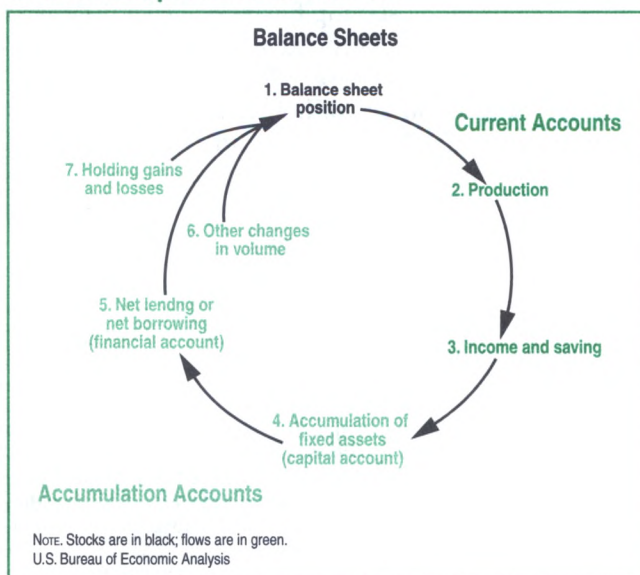 Balance Sheets
1. Balance sheet
position
Current Accounts
2. Production
3. Income and saving
4. Accumulation of
fixed assets
(capital account)
5. Net lendng or
net borrowing
(financial account)
6. Other changes
in volume
7. Holding gains
and losses
Accumulation Accounts
NOTE. Stocks are in black; flows are in green.
U.S. Bureau of Economic Analysis